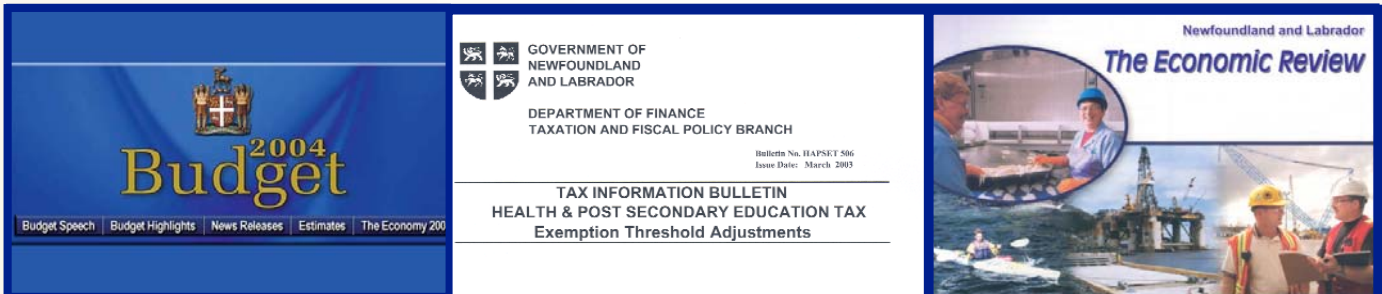 2004
Budget
Budget Speech
Budget Highlights
News Releases
Estimates
The Economy 200
GOVERNMENT OF
NEWFOUNDLAND
AND LABRADOR
DEPARTMENT OF FINANCE
TAXATION AND FISCAL POLICY BRANCH
Bulletin No. HAPSET 506
Issue Date: March 2003
TAX INFORMATION BULLETIN
HEALTH & POST SECONDARY EDUCATION TAX
Exemption Threshold Adjustments
Newfoundland and Labrador
The Economic Review